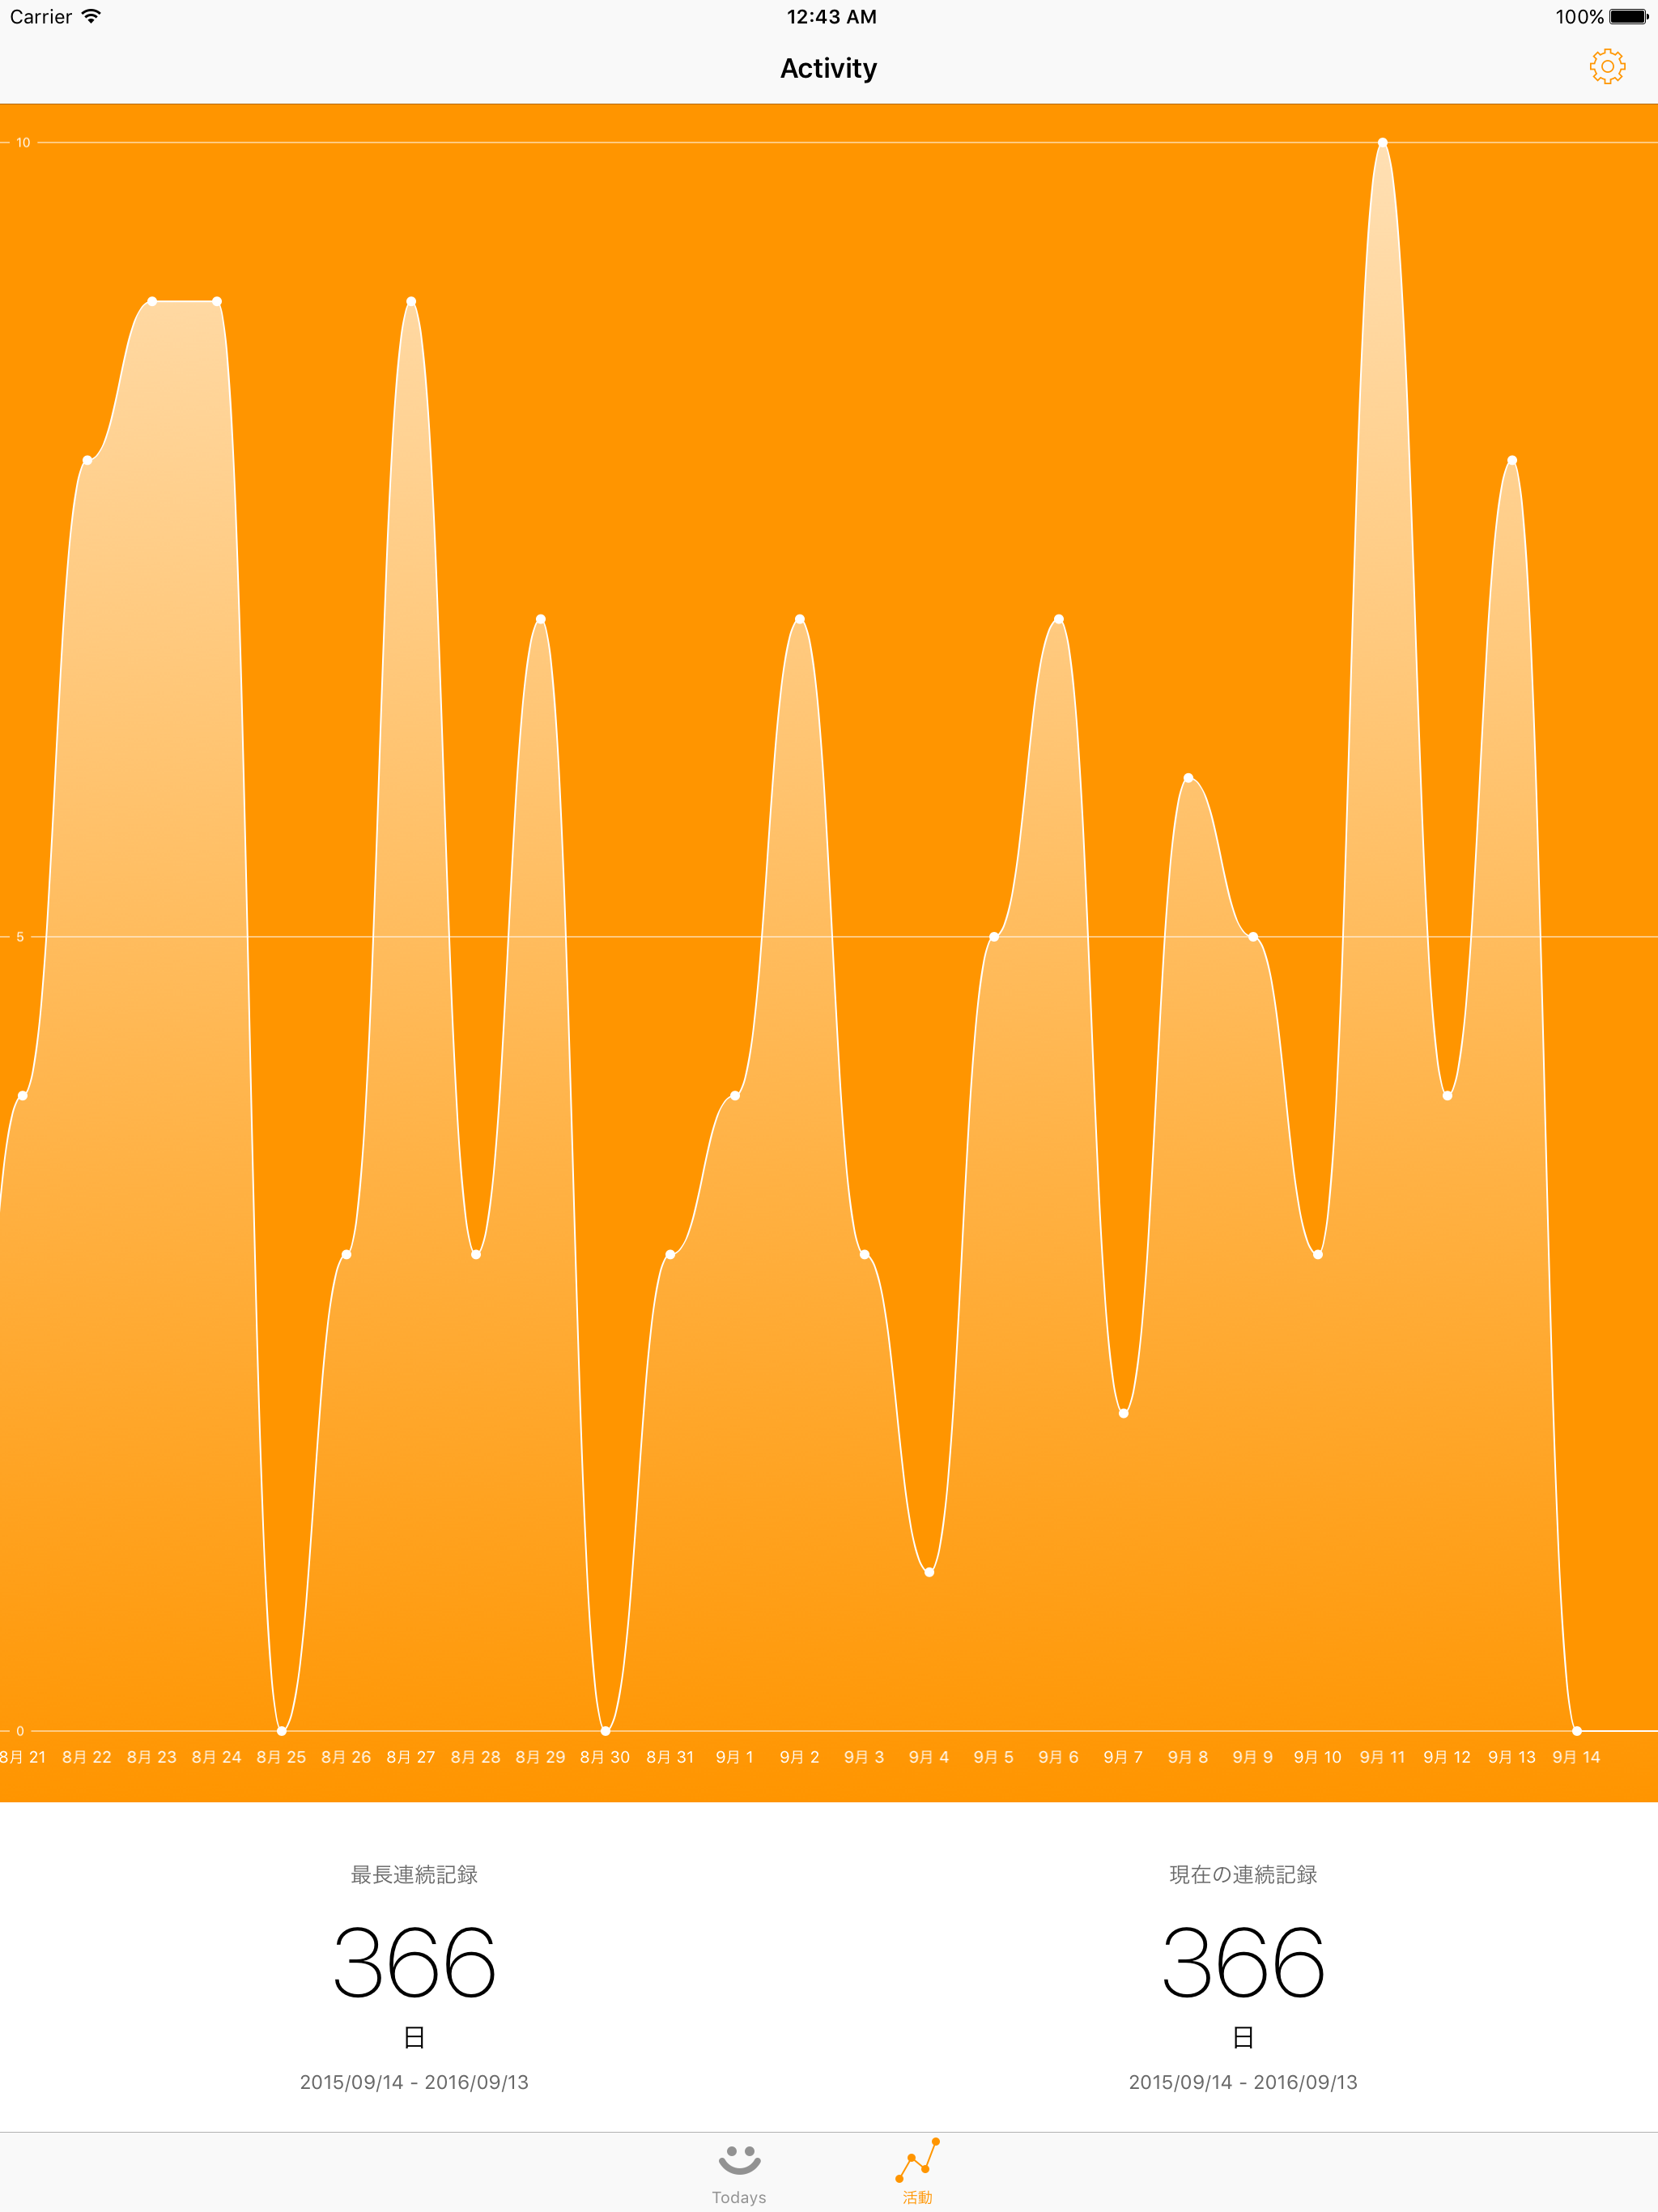 Carrier 12:43 AM 100%
Activity
10
5
0
8月 21 8月 22 8月 23 8月 24 8月 25 8月 26 8月 27 8月 28 8月 29 8月 30 8月 31 9月 1 9月 2 9月 3 9月 4 9月 5 9月 6 9月 7 9月 8 9月 9 9月 10 9月 11 9月 12 9月 13 9月 14
最長連続記録
366
日
2015/09/14 - 2016/09/13
現在の連続記録
366
日
2015/09/14 - 2016/09/13
Todays 活動